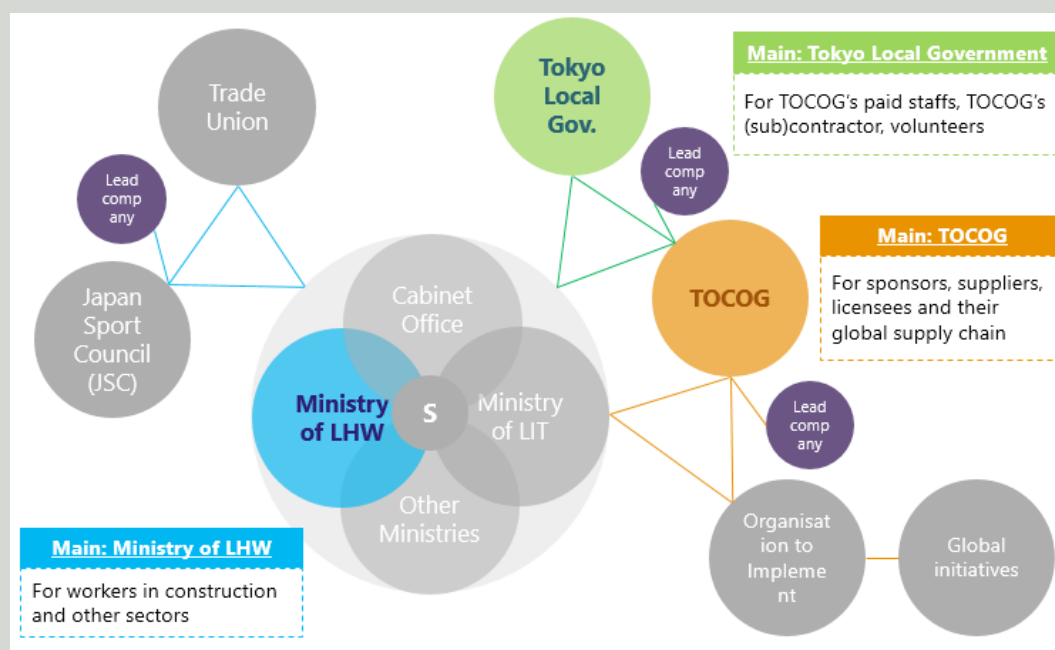 Trade
Union
Lead
comp
any
Japan
Sport
Council
(JSC)
Tokyo
Local
Gov.
Lead
comp
any
Main: Tokyo Local Government
For TOCOG's paid staffs, TOCOG's
(sub)contractor, volunteers
TOCOG
Main: TOCOG
For sponsors, suppliers,
licensees and their
global supply chain
Cabinet
Office
Ministry
of LHW
S
Ministry
of LIT
Other
Ministries
Lead
comp
any
Organisat
ion to
Impleme
nt
Global
initiatives
Main: Ministry of LHW
For workers in construction
and other sectors